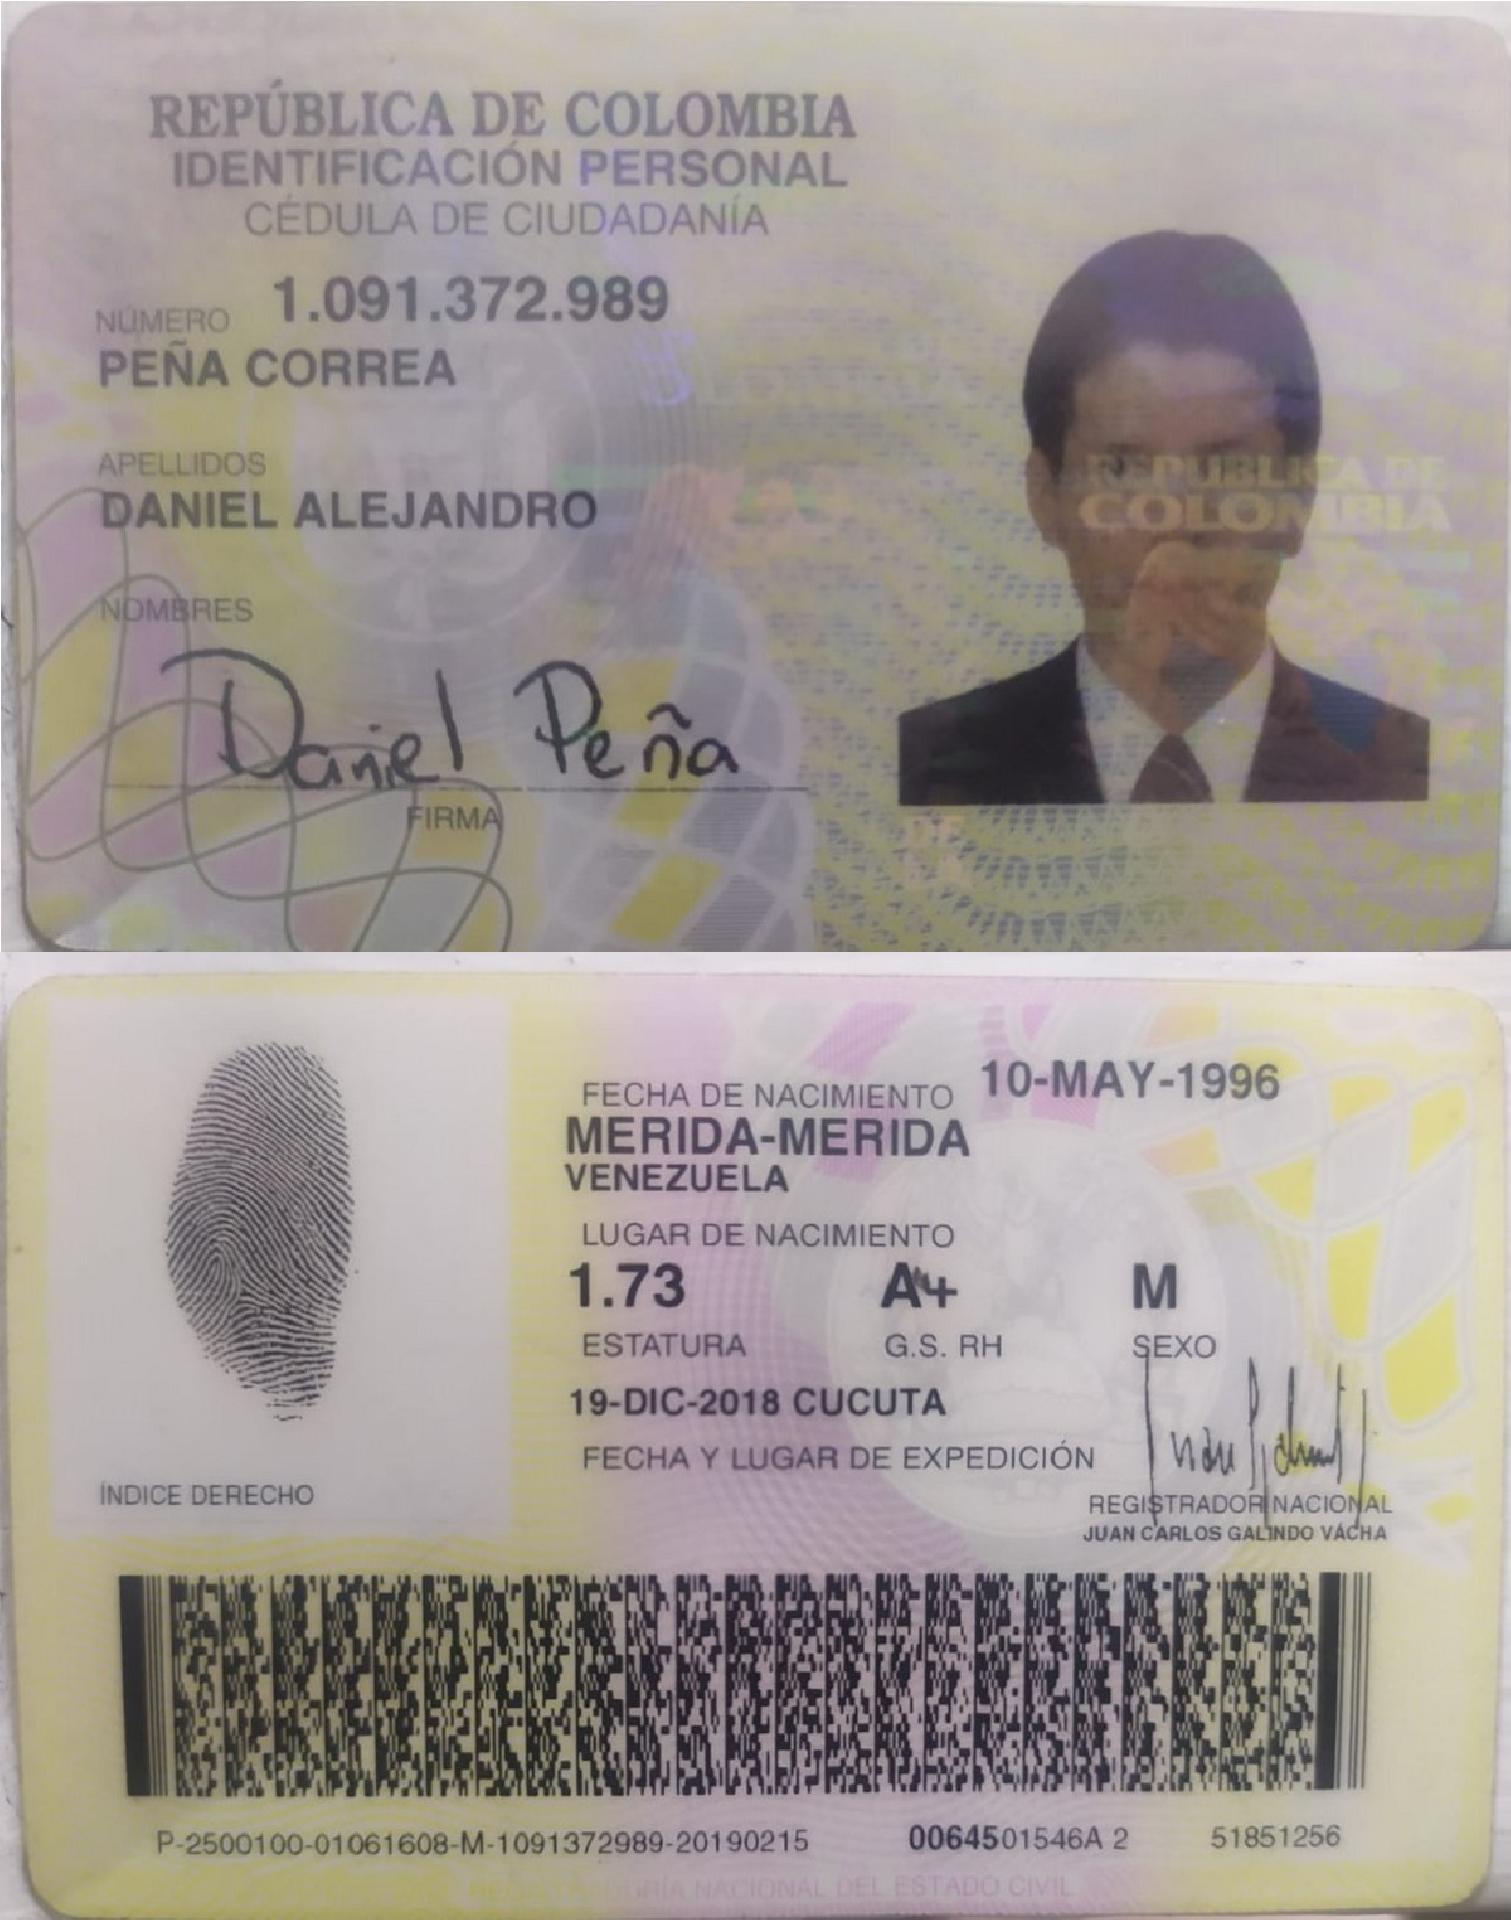 REPÚBLICA DE COLOMBIA
IDENTIFICACIÓN PERSONAL
CÉDULA DE CIUDADANÍA
NÚMERO 1.091.372.989
PEÑA CORREA
APELLIDOS
DANIEL ALEJANDRO
NOMBRES
REPUBLICA DE
COLOMBIA
Daniel Peña
FIRMA
FECHA DE NACIMIENTO 10-MAY-1996
MERIDA-MERIDA
VENEZUELA
LUGAR DE NACIMIENTO
1.73 A+ M
ESTATURA G.S. RH SEXO
19-DIC-2018 CUCUTA
FECHA Y LUGAR DE EXPEDICIÓN
ÍNDICE DERECHO
REGISTRADOR NACIONAL
JUAN CARLOS GALINDO VÁCHA
P-2500100-01061608-M-1091372989-20190215 0064501546A 2 51851256
REGISTRADURÍA NACIONAL DEL ESTADO CIVIL